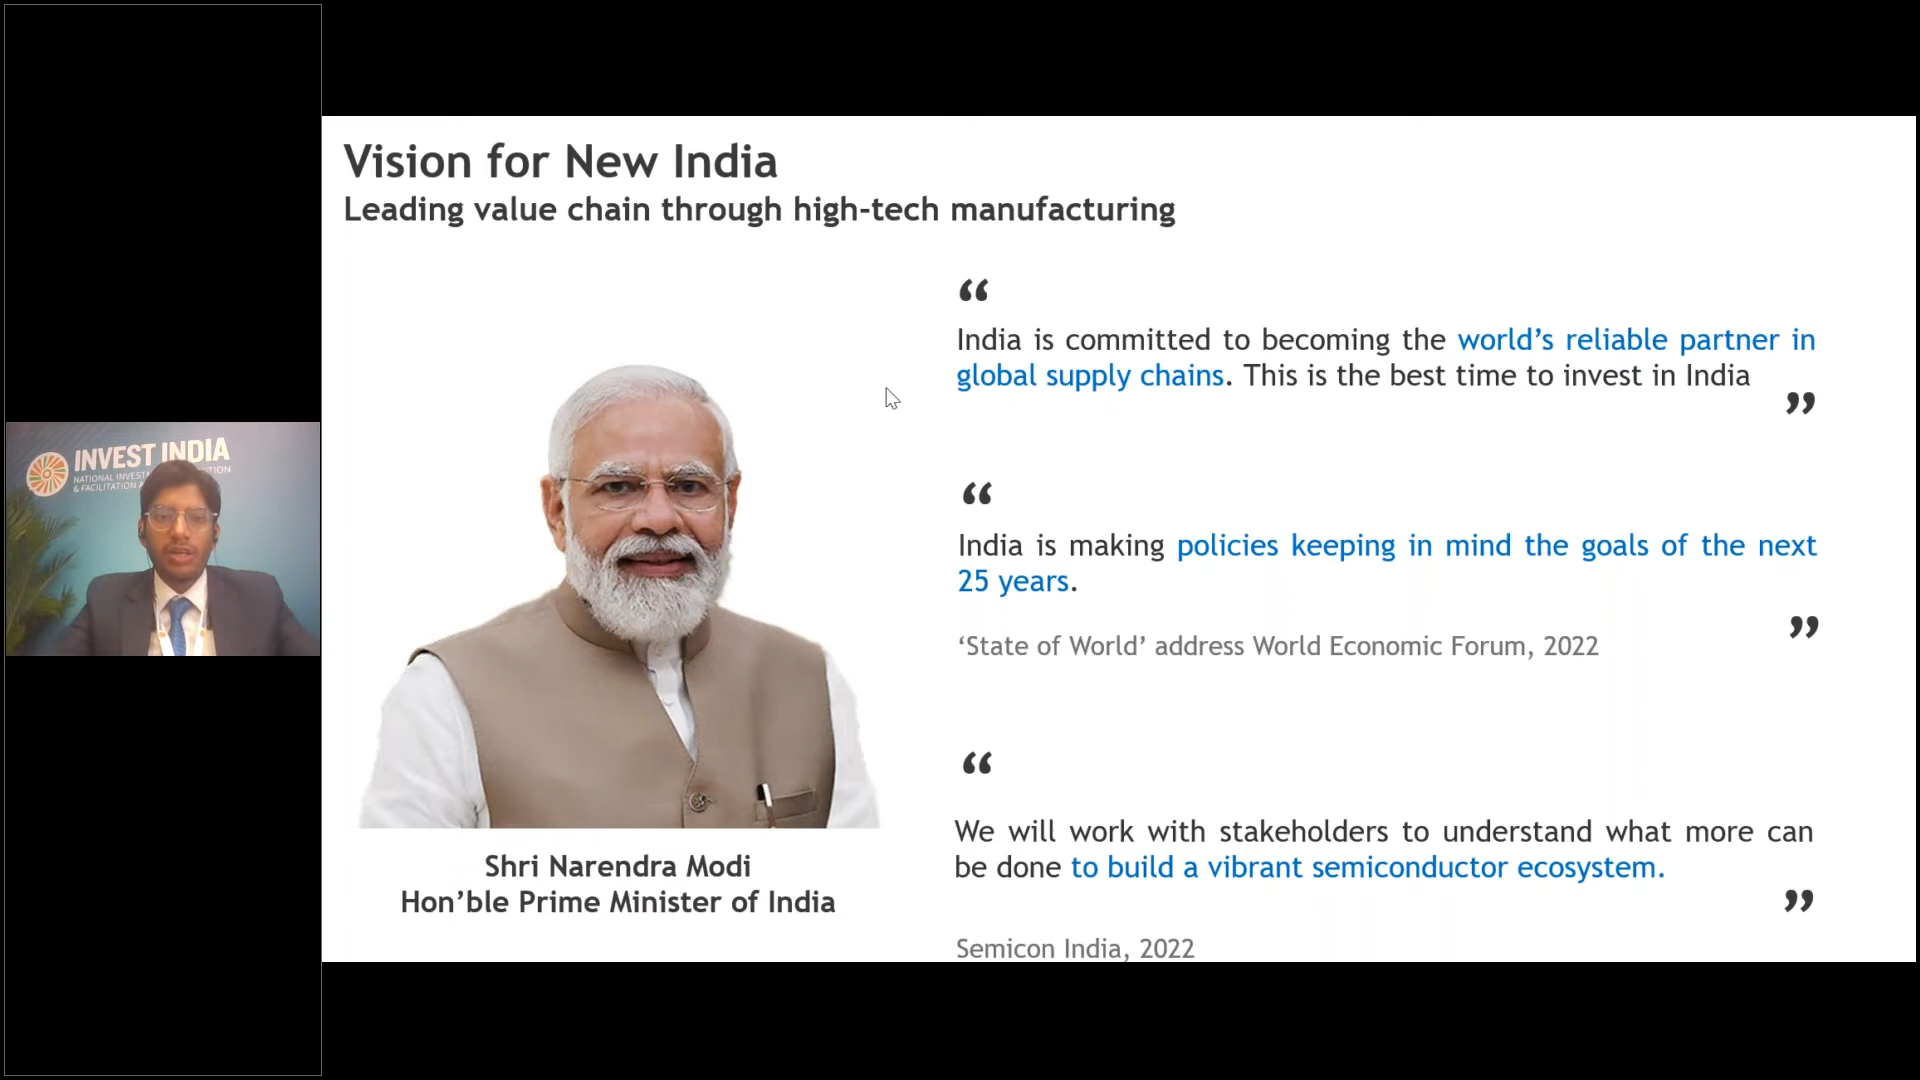 Vision for New India
Leading value chain through high-tech manufacturing
“
India is committed to becoming the world’s reliable partner in
global supply chains. This is the best time to invest in India
”
“
India is making policies keeping in mind the goals of the next
25 years.
”
‘State of World’ address World Economic Forum, 2022
“
We will work with stakeholders to understand what more can
be done to build a vibrant semiconductor ecosystem.
”
Semicon India, 2022
Shri Narendra Modi
Hon’ble Prime Minister of India
INVEST INDIA
NATIONAL
& FACILITATION